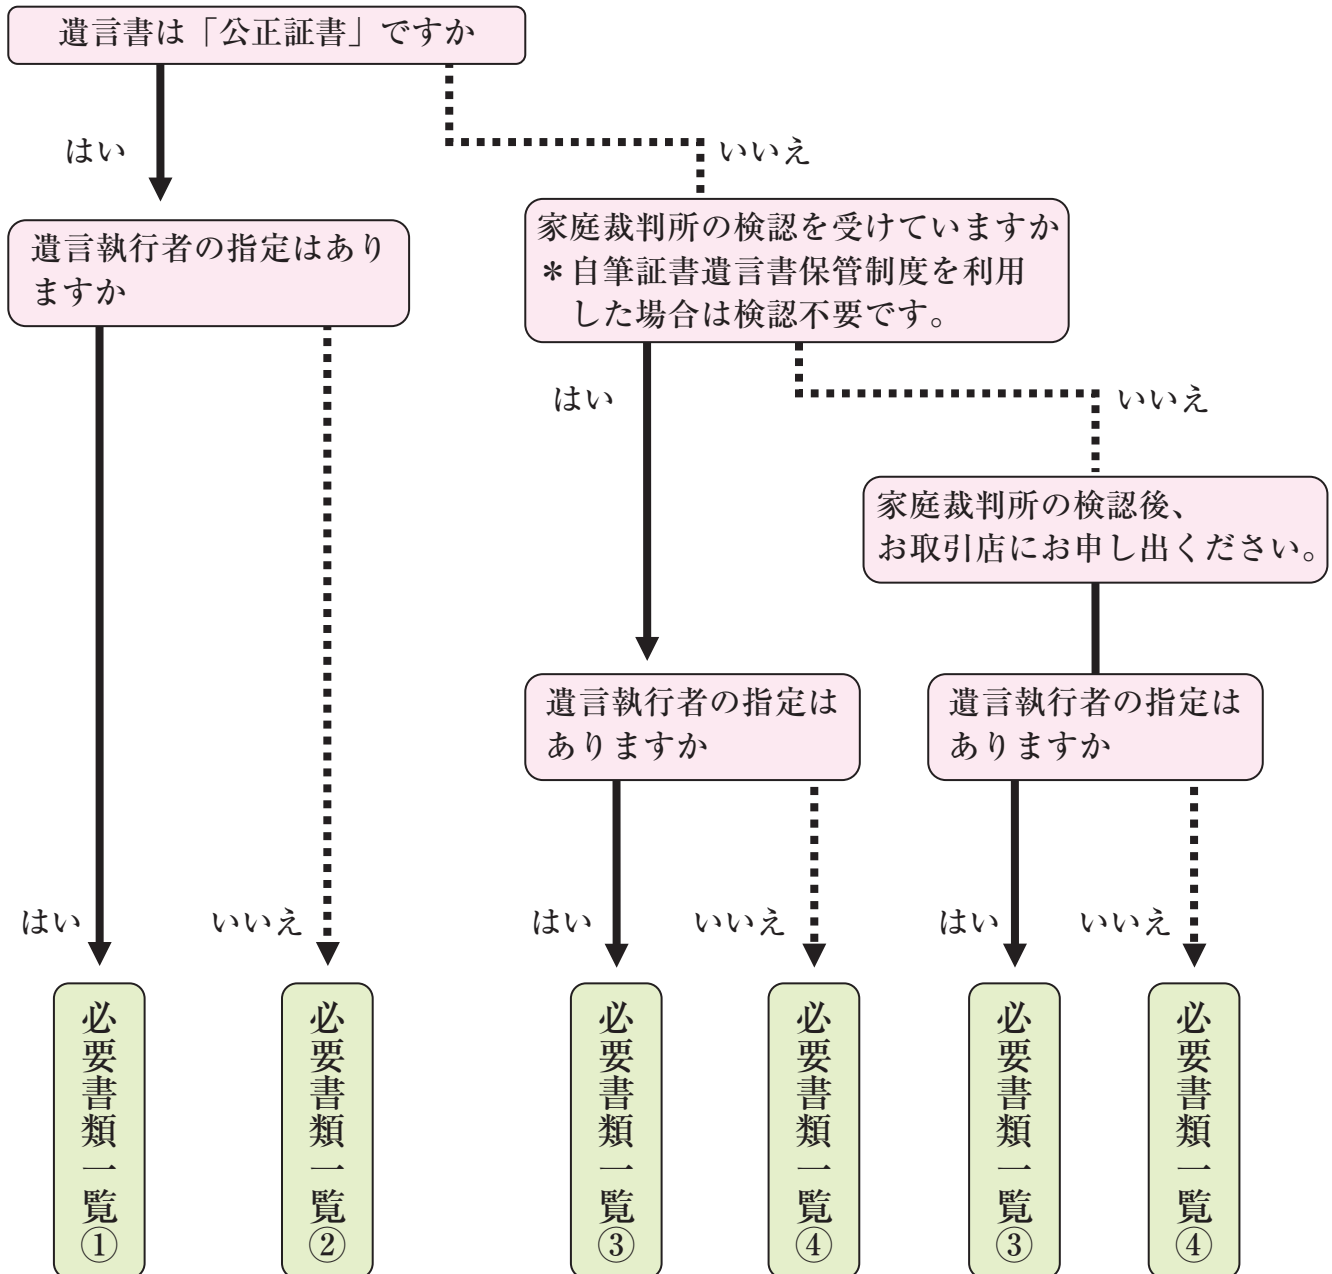 遺言書は「公正証書」ですか
はい
いいえ
遺言執行者の指定はあり
ますか
家庭裁判所の検認を受けていますか
＊自筆証書遺言書保管制度を利用
した場合は検認不要です。
はい
いいえ
家庭裁判所の検認後、
お取引店にお申し出ください。
遺言執行者の指定は
ありますか
遺言執行者の指定は
ありますか
はい
いいえ
はい
いいえ
はい
いいえ
必要書類一覧①
必要書類一覧②
必要書類一覧③
必要書類一覧④
必要書類一覧③
必要書類一覧④